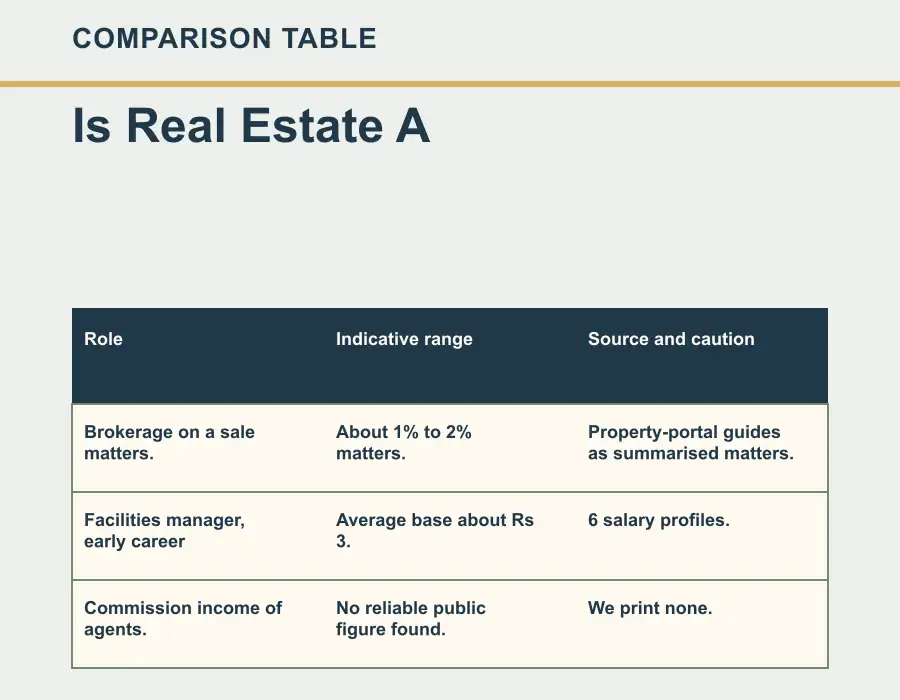 COMPARISON TABLE
Is Real Estate A
Role
Indicative range
Source and caution
Brokerage on a sale
matters.
About 1% to 2%
matters.
Property-portal guides
as summarised matters.
Facilities manager,
early career
Average base about Rs
3.
6 salary profiles.
Commission income of
agents.
No reliable public
figure found.
We print none.